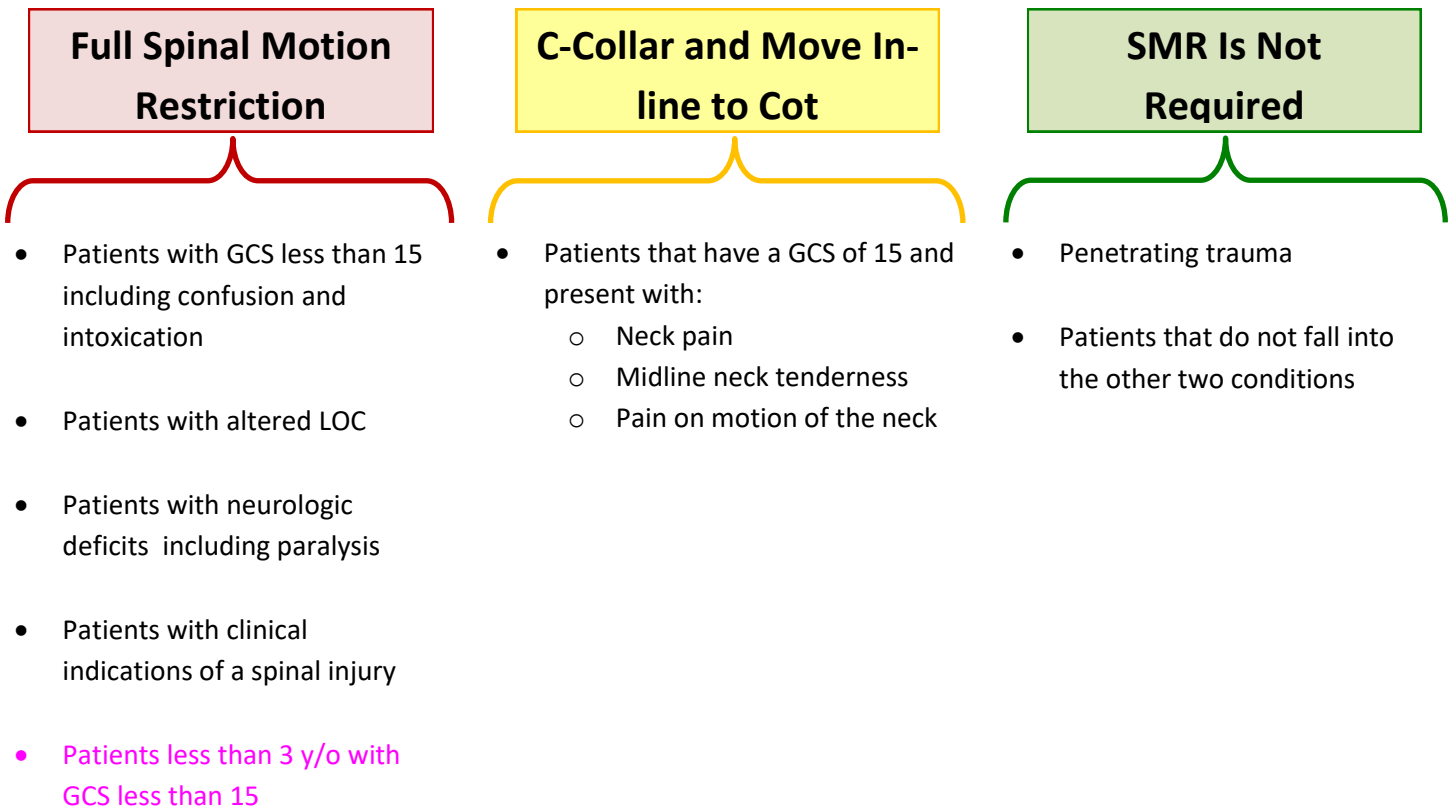 Full Spinal Motion
Restriction
• Patients with GCS less than 15
including confusion and
intoxication
• Patients with altered LOC
• Patients with neurologic
deficits  including paralysis
• Patients with clinical
indications of a spinal injury
• Patients less than 3 y/o with
GCS less than 15
C-Collar and Move In-
line to Cot
• Patients that have a GCS of 15 and
present with:
o Neck pain
o Midline neck tenderness
o Pain on motion of the neck
SMR Is Not
Required
• Penetrating trauma
• Patients that do not fall into
the other two conditions